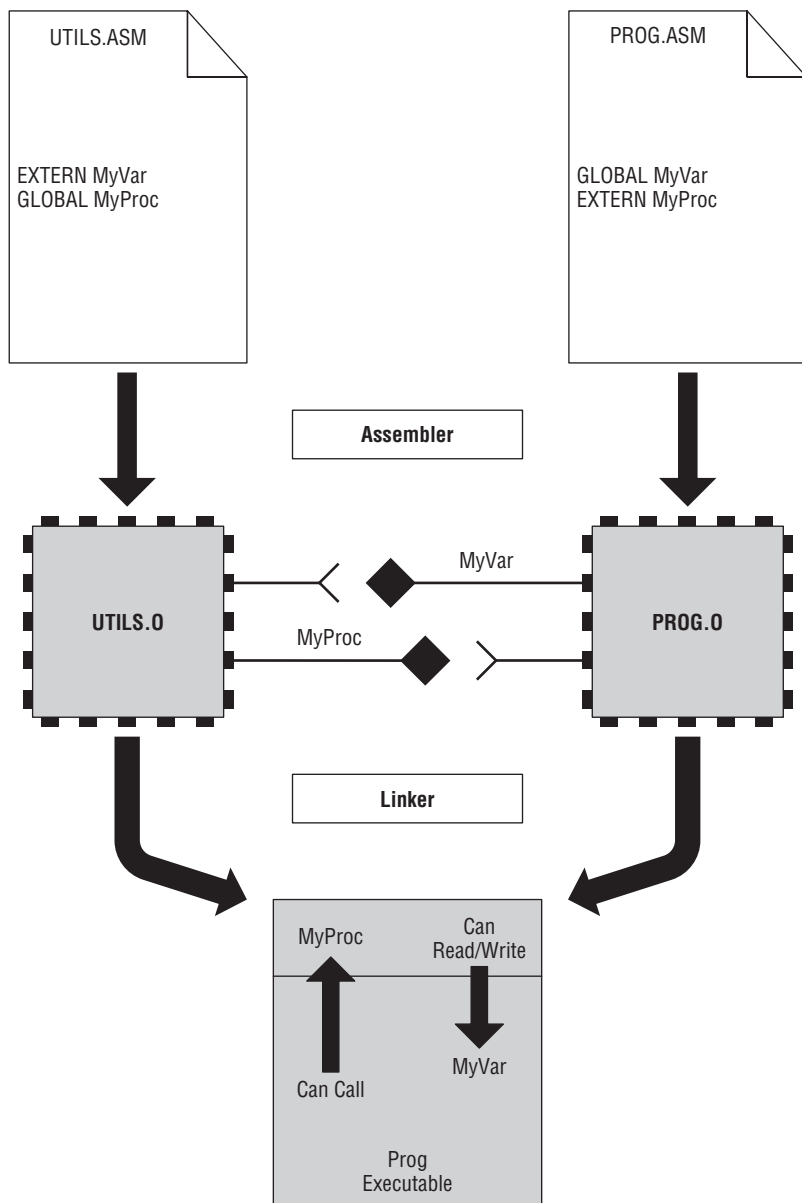 UTILS.ASM
EXTERN MyVar
GLOBAL MyProc
PROG.ASM
GLOBAL MyVar
EXTERN MyProc
Assembler
UTILS.O
MyVar
MyProc
PROG.O
Linker
MyProc
Can Call
Can
Read/Write
MyVar
Prog
Executable